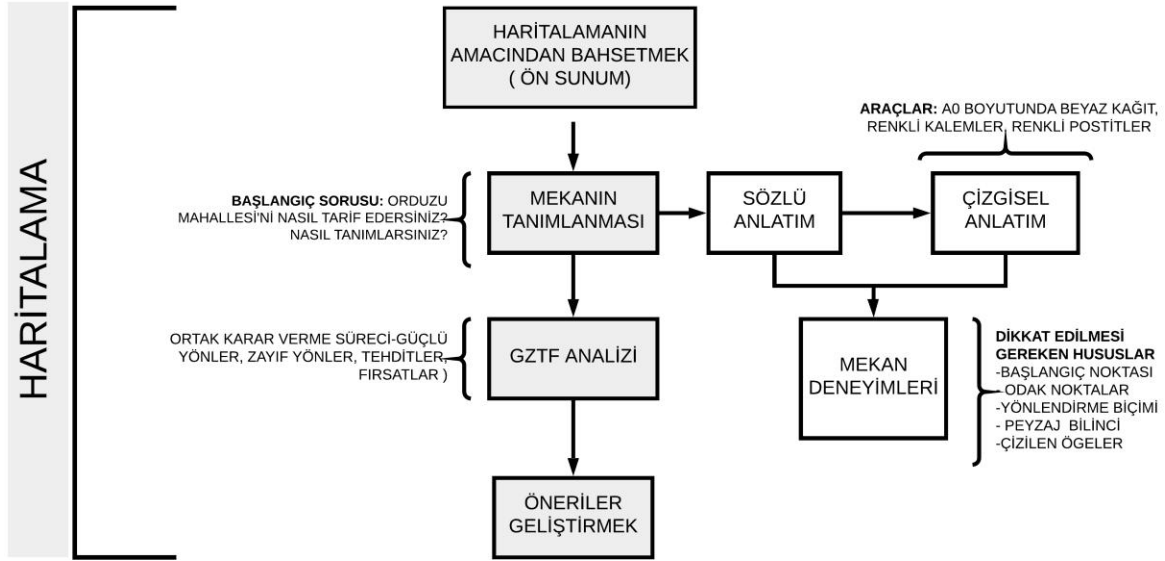 HARİTALAMA
HARİTALAMANIN
AMACINDAN BAHSETMEK
( ÖN SUNUM)
ARAÇLAR: A0 BOYUTUNDA BEYAZ KAĞIT,
RENKLİ KALEMLER, RENKLİ POSTİTLER
BAŞLANGIÇ SORUSU: ORDUZU
MAHALLESİ'Nİ NASIL TARİF EDERSİNİZ?
NASIL TANIMLARSINIZ?
MEKANIN
TANIMLANMASI
SÖZLÜ
ANLATIM
ÇİZGİSEL
ANLATIM
ORTAK KARAR VERME SÜRECİ-GÜÇLÜ
YÖNLER, ZAYIF YÖNLER, TEHDİTLER,
FIRSATLAR )
GZTF ANALİZİ
MEKAN
DENEYİMLERİ
DİKKAT EDİLMESİ
GEREKEN HUSUSLAR
-BAŞLANGIÇ NOKTASI
-ODAK NOKTALAR
-YÖNLENDİRME BİÇİMİ
- PEYZAJ BİLİNCİ
-ÇİZİLEN ÖGELER
ÖNERİLER
GELİŞTİRMEK